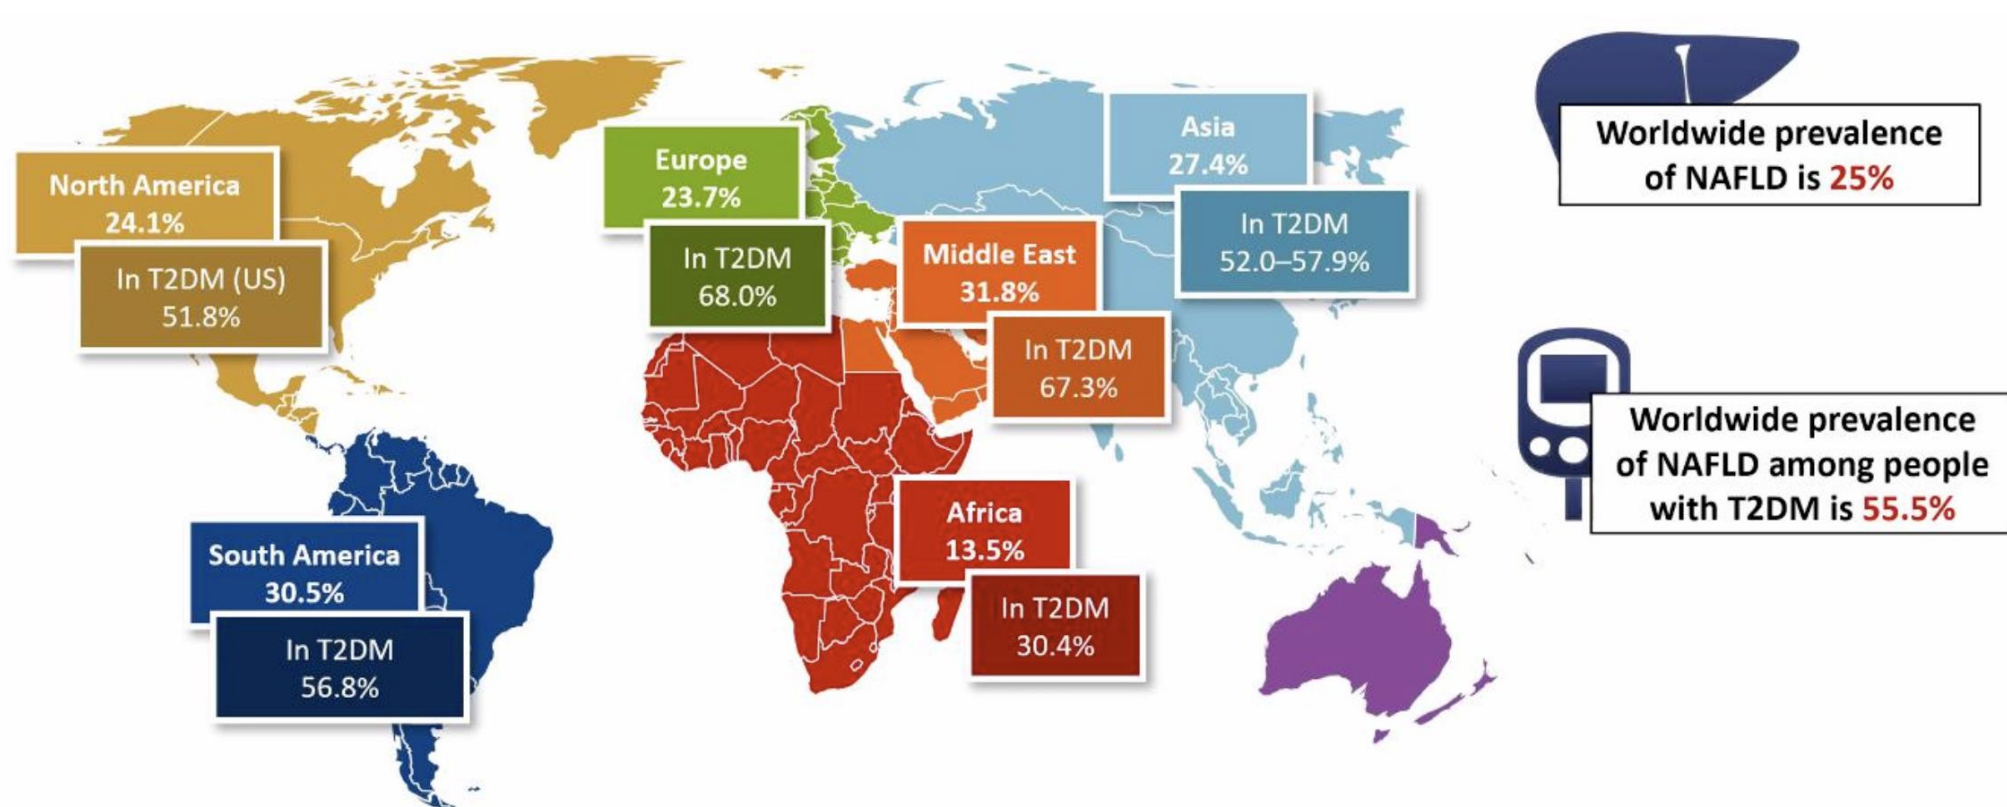 North America
24.1%
In T2DM (US)
51.8%
South America
30.5%
In T2DM
56.8%
Europe
23.7%
In T2DM
68.0%
Middle East
31.8%
In T2DM
67.3%
Africa
13.5%
In T2DM
30.4%
Asia
27.4%
In T2DM
52.0–57.9%
Worldwide prevalence
of NAFLD is 25%
Worldwide prevalence
of NAFLD among people
with T2DM is 55.5%